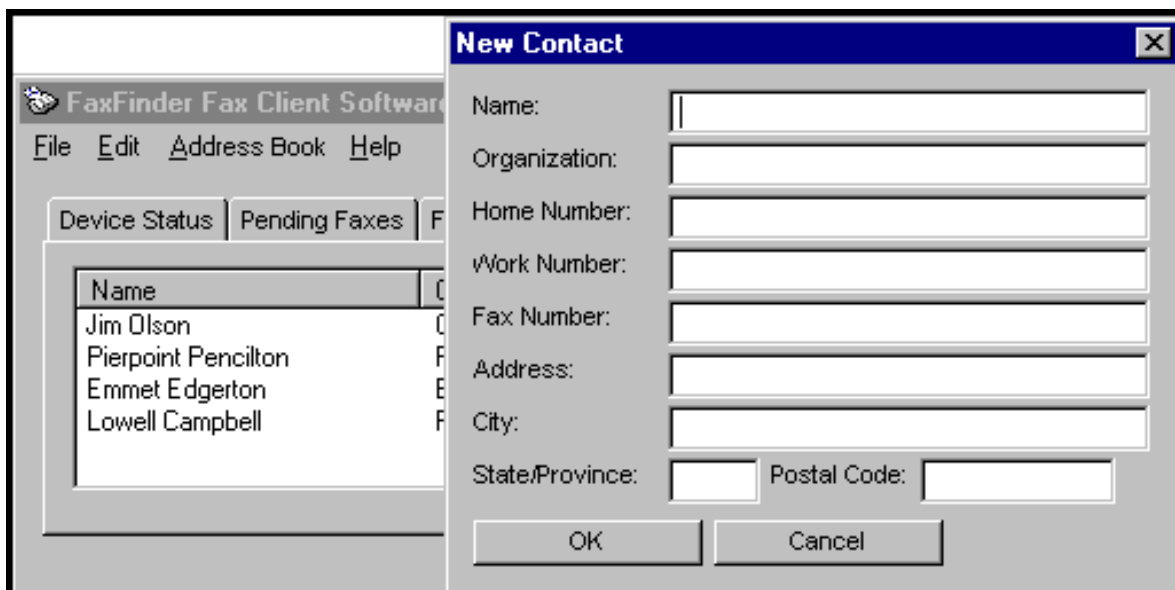 FaxFinder Fax Client Software
File Edit Address Book Help
Device Status Pending Faxes F
Name
Jim Olson
Pierpoint Pencilton
Emmet Edgerton
Lowell Campbell
New Contact
Name:
Organization:
Home Number:
Work Number:
Fax Number:
Address:
City:
State/Province: Postal Code:
OK Cancel